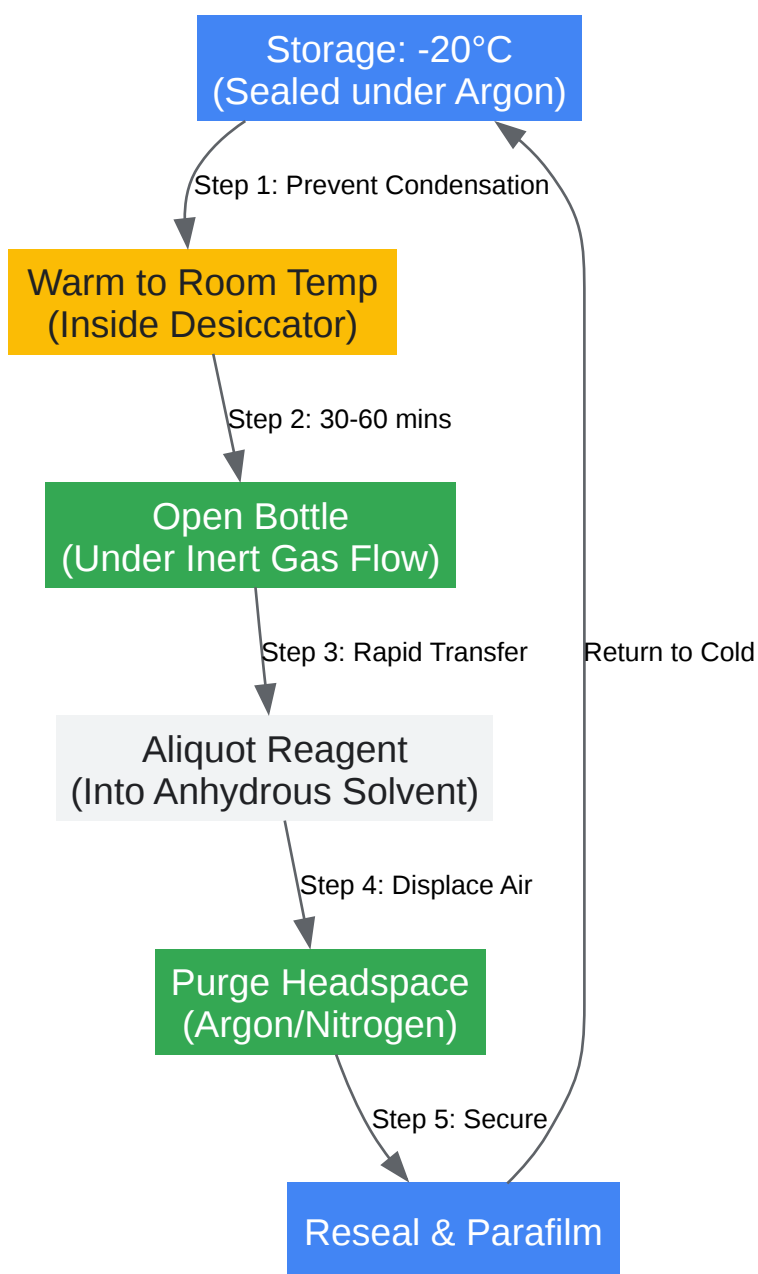 Storage: -20°C
(Sealed under Argon)
Step 1: Prevent Condensation
Warm to Room Temp
(Inside Desiccator)
Step 2: 30-60 mins
Open Bottle
(Under Inert Gas Flow)
Step 3: Rapid Transfer
Return to Cold
Aliquot Reagent
(Into Anhydrous Solvent)
Step 4: Displace Air
Purge Headspace
(Argon/Nitrogen)
Step 5: Secure
Reseal & Parafilm